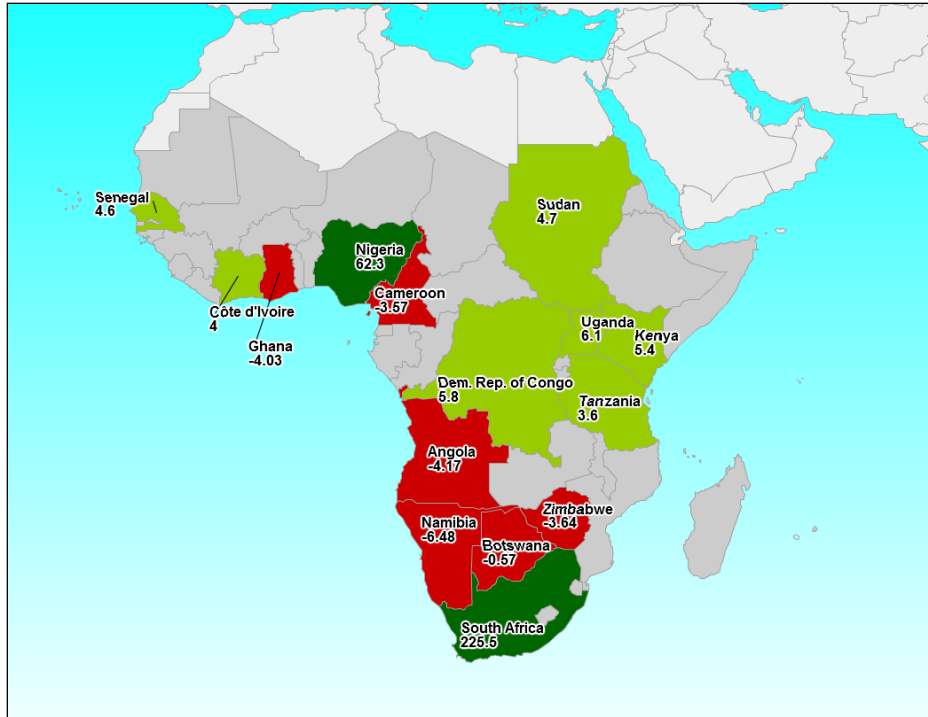 Senegal
4.6
Sudan
4.7
Nigeria
62.3
Cameroon
-3.57
Côte d'Ivoire
4
Ghana
-4.03
Uganda
6.1
Kenya
5.4
Dem. Rep. of Congo
5.8
Tanzania
3.6
Angola
-4.17
Zimbabwe
-3.64
Namibia
-6.48
Botswana
-0.57
South Africa
225.5